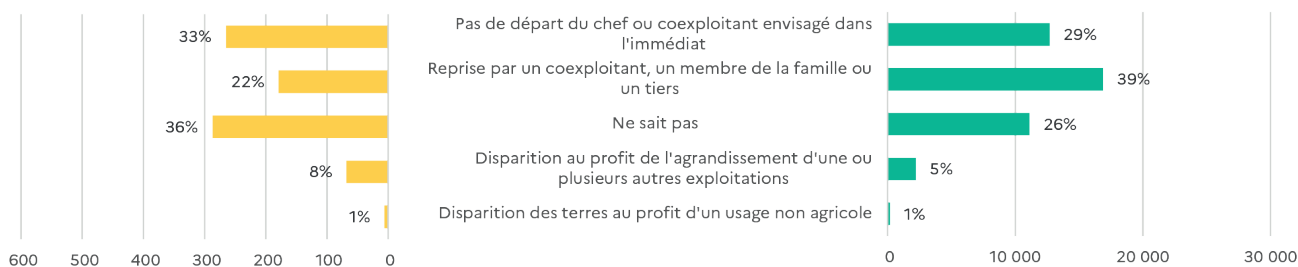 Pas de départ du chef ou coexploitant envisagé dans
l'immédiat
33%
29%
Reprise par un coexploitant, un membre de la famille ou
un tiers
22%
39%
Ne sait pas
36%
26%
Disparition au profit de l'agrandissement d'une ou
plusieurs autres exploitations
8%
5%
Disparition des terres au profit d'un usage non agricole
1%
1%
600 500 400 300 200 100 0
0 10 000 20 000 30 000